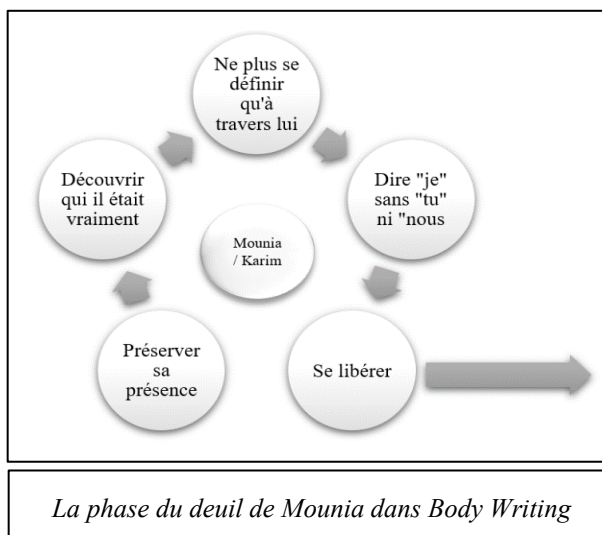 Ne plus se
définir
qu'à
travers lui
Découvrir
qui il était
vraiment
Dire "je"
sans "tu"
ni "nous
Mounia
/ Karim
Préserver
sa
présence
Se libérer
La phase du deuil de Mounia dans Body Writing